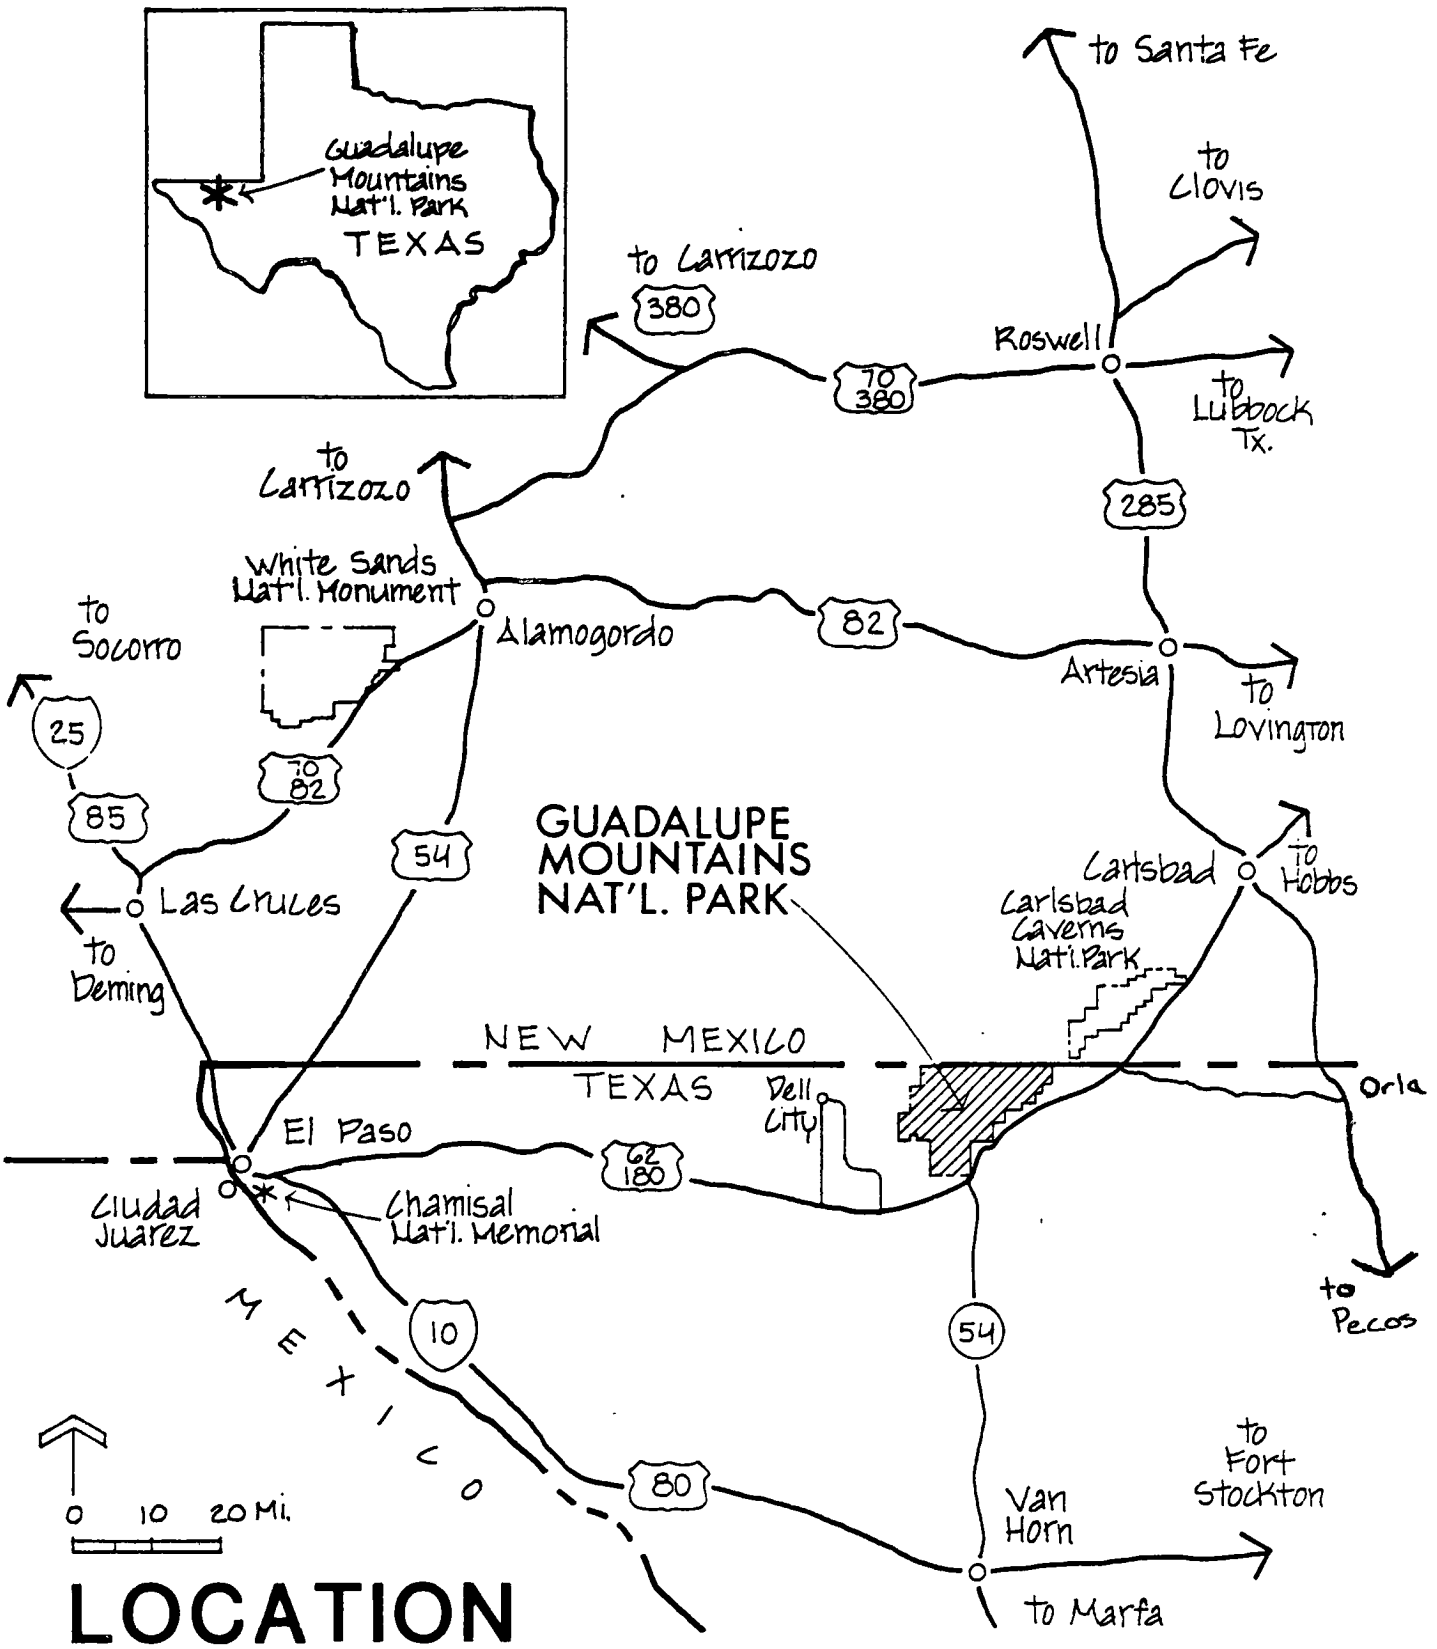 to Santa Fe
Guadalupe
Mountains
Nat'l. Park
TEXAS
to
Clovis
to Carrizozo
380
Roswell
70
380
to
Lubbock
Tx.
to
Carrizozo
285
White Sands
Nat'l. Monument
to
Socorro
Alamogordo
82
Artesia
to
Lovington
25
70
82
85
54
GUADALUPE
MOUNTAINS
NAT'L. PARK
Carlsbad
to
Hobbs
Las Cruces
Carlsbad
Caverns
Nat'l. Park
to
Deming
NEW MEXICO
TEXAS
Dell
City
Orla
El Paso
62
180
Ciudad
Juarez
Chamisal
Nat'l. Memorial
MEXICO
10
54
to
Pecos
to
Fort
Stockton
80
Van
Horn
0 10 20 Mi.
to Marfa
LOCATION